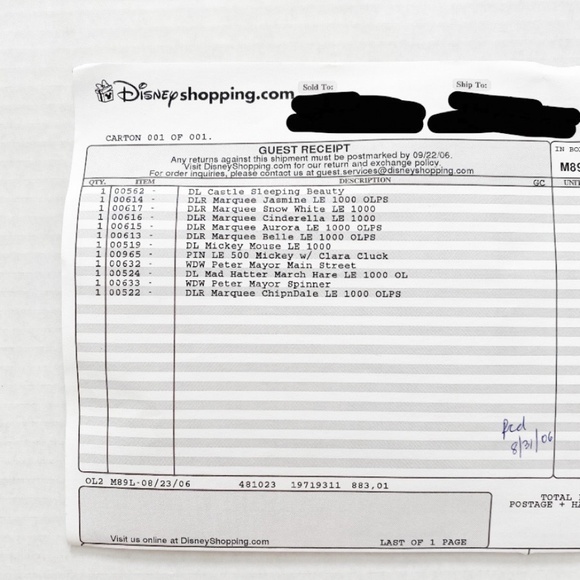 Disneyshopping.com
Sold To:
Ship To:
CARTON 001 OF 001.
GUEST RECEIPT
IN BO
Any returns against this shipment must be postmarked by 09/22/06.
Visit DisneyShopping.com for our return and exchange policy.
For order inquiries, please contact us at guest.services@disneyshopping.com
M89
QTY. ITEM DESCRIPTION GC UNI
1 00562 - DL Castle Sleeping Beauty
1 00614 - DLR Marquee Jasmine LE 1000 OLPS
1 00617 - DLR Marquee Snow White LE 1000
1 00616 - DLR Marquee Cinderella LE 1000
1 00615 - DLR Marquee Aurora LE 1000 OLPS
1 00613 - DLR Marquee Belle LE 1000 OLPS
1 00519 - DL Mickey Mouse LE 1000
1 00965 - PIN LE 500 Mickey w/ Clara Cluck
1 00632 - WDW Peter Mayor Main Street
1 00524 - DL Mad Hatter March Hare LE 1000 OL
1 00633 - WDW Peter Mayor Spinner
1 00522 - DLR Marquee ChipnDale LE 1000 OLPS
Rcd
8/31/06
OL2 M89L-08/23/06 481023 19719311 883,01
TOTAL
POSTAGE + HA
Visit us online at DisneyShopping.com
LAST OF 1 PAGE